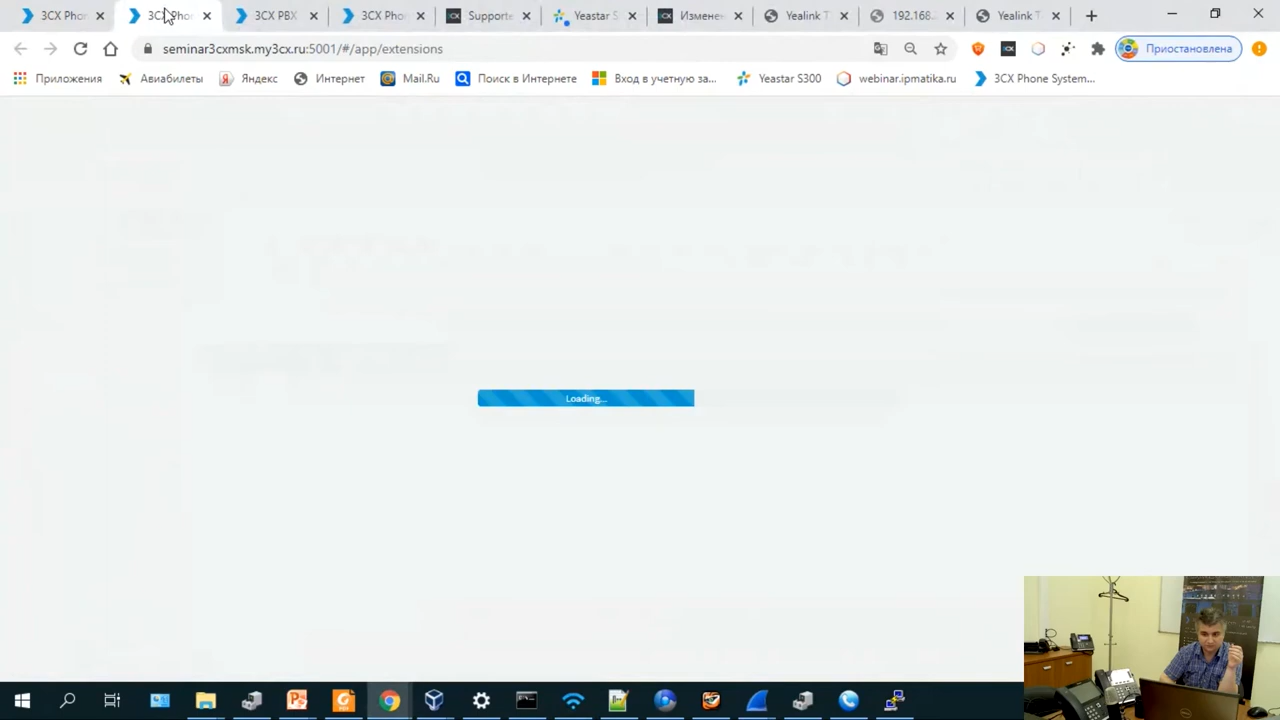 3CX Phon 3CX Phon 3CX PBX 3CX Pho Supporte Yeastar S Изменен Yealink T 192.168. Yealink T
seminar3cxmsk.my3cx.ru:5001/#/app/extensions Приостановлена
Приложения Авиабилеты Яндекс Интернет Mail.Ru Поиск в Интернете Вход в учетную за... Yeastar S300 webinar.ipmatika.ru 3CX Phone System...
Loading...